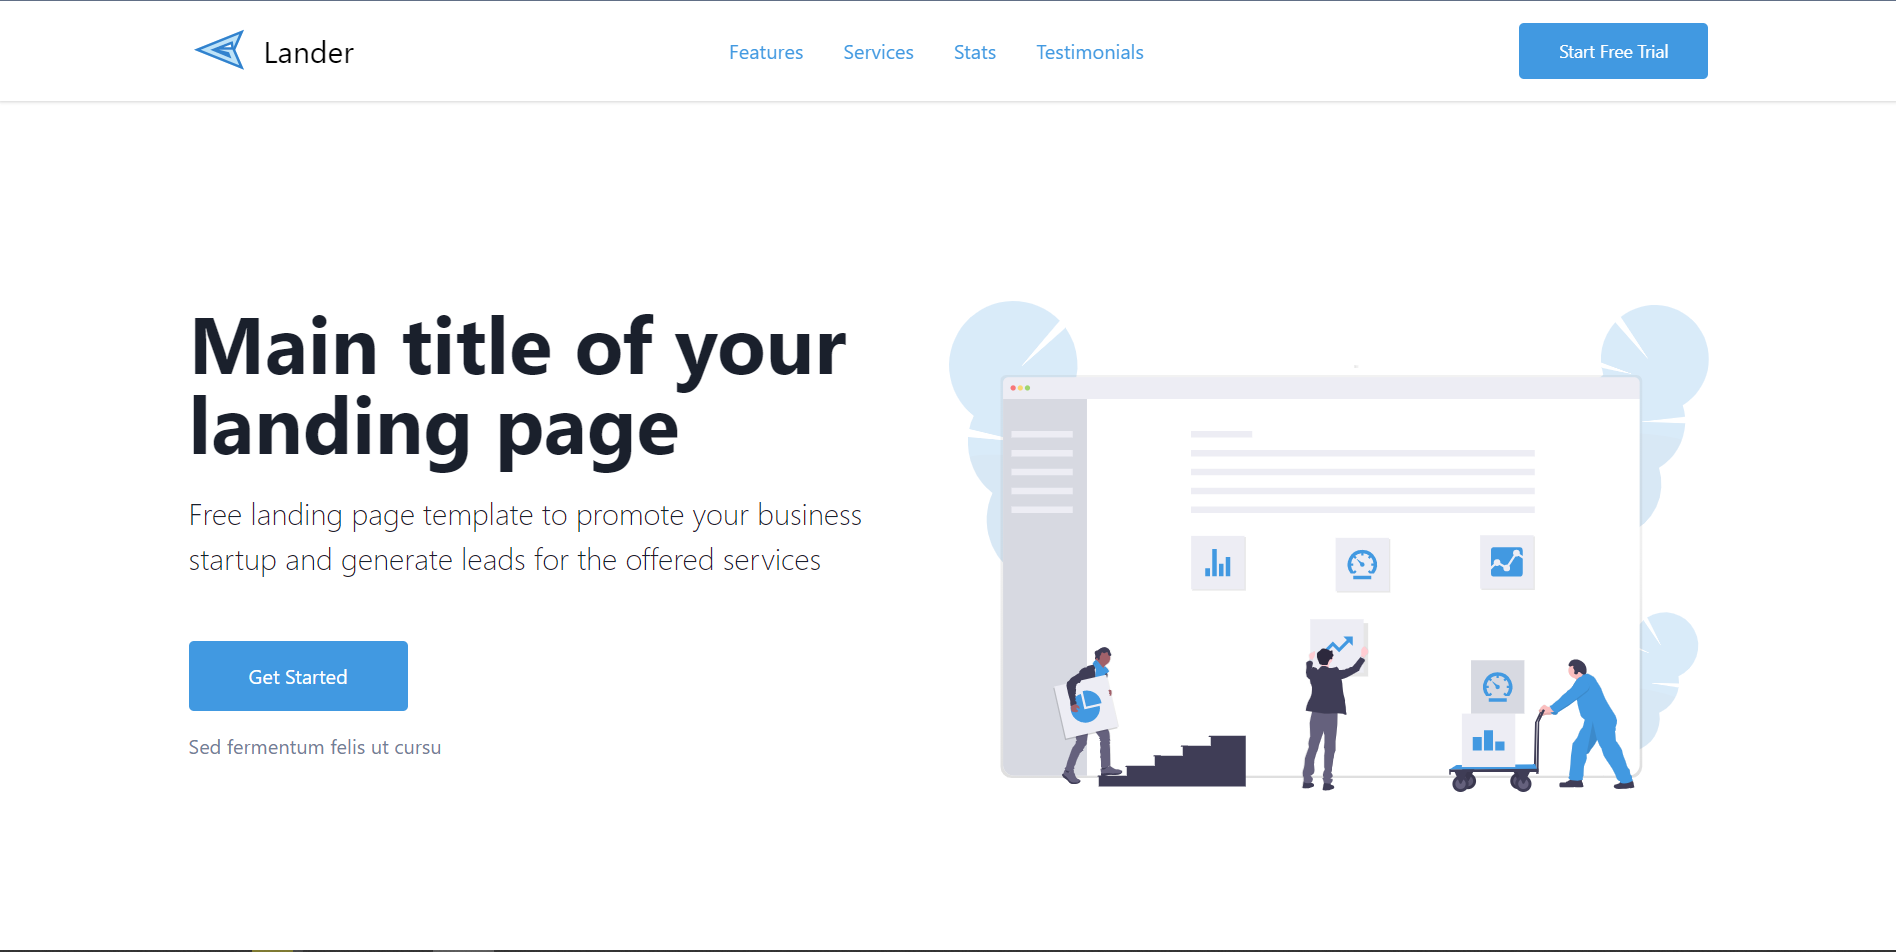 Lander
Features
Services
Stats
Testimonials
Start Free Trial
Main title of your
landing page
Free landing page template to promote your business
startup and generate leads for the offered services
Get Started
Sed fermentum felis ut cursu